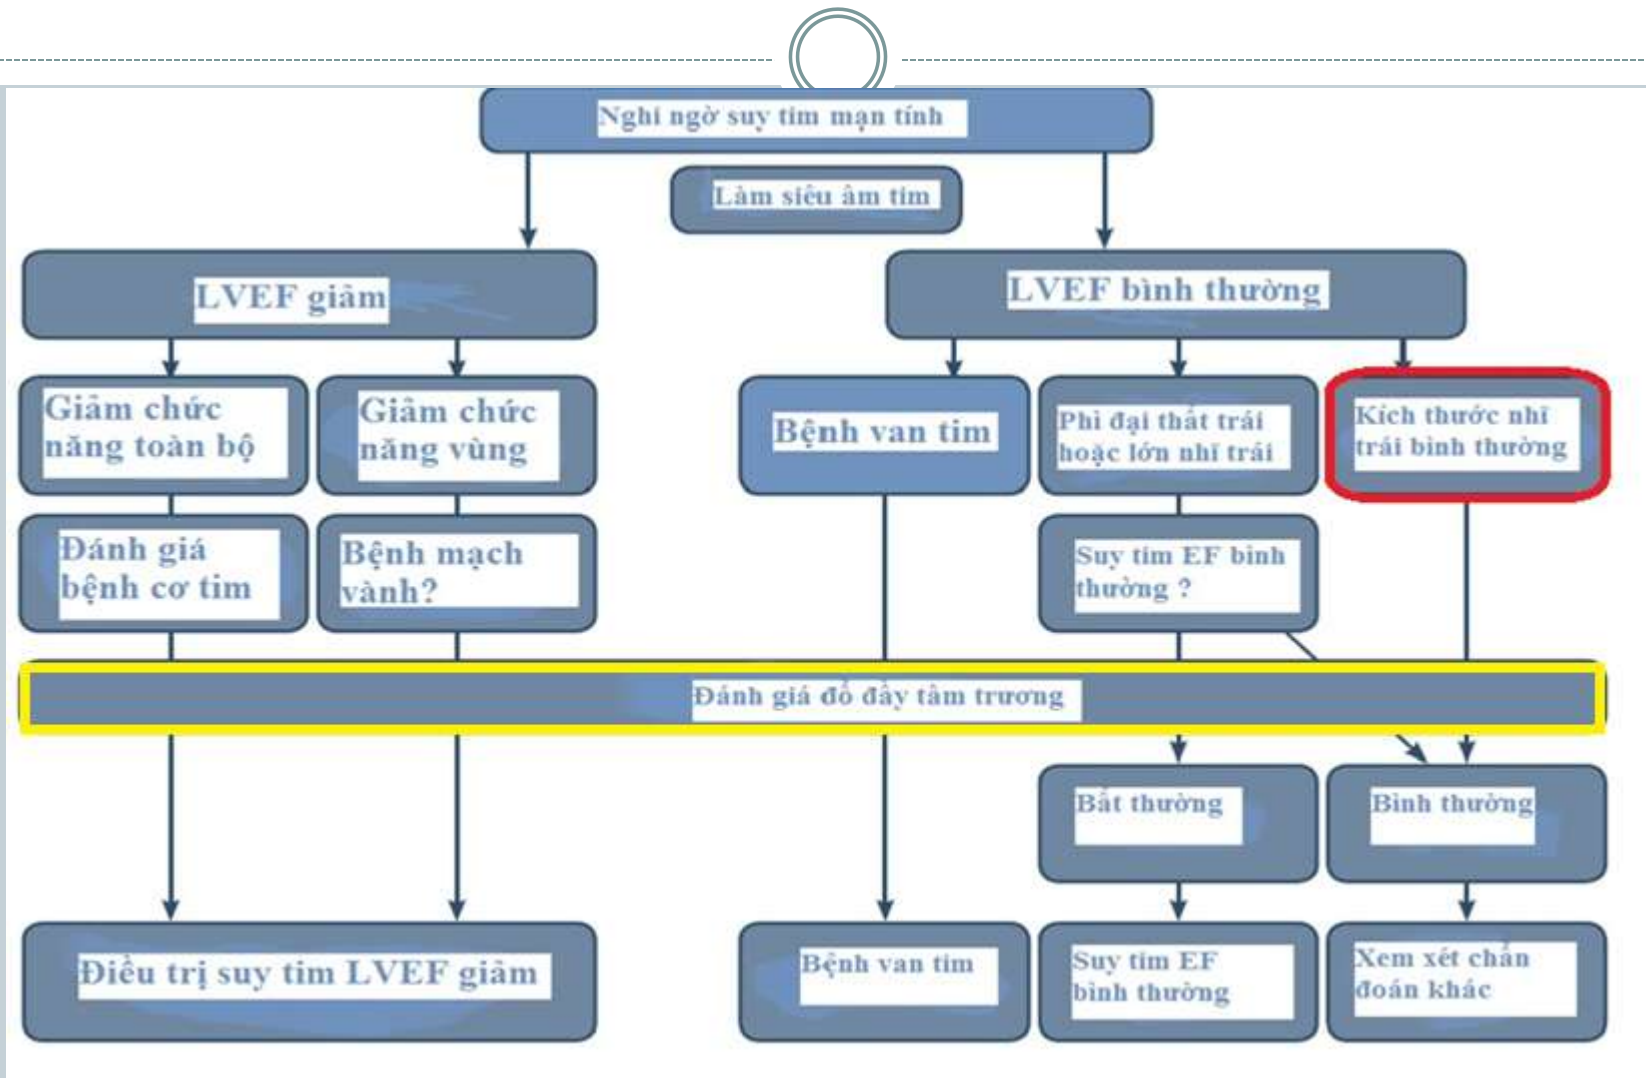 Nghi ngờ suy tim mạn tính
Làm siêu âm tim
LVEF giảm
LVEF bình thường
Giảm chức
năng toàn bộ
Giảm chức
năng vùng
Bệnh van tim
Phì đại thất trái
hoặc lớn nhĩ trái
Kích thước nhĩ
trái bình thường
Đánh giá
bệnh cơ tim
Bệnh mạch
vành?
Suy tim EF bình
thường ?
Đánh giá đổ đầy tâm trương
Bất thường
Bình thường
Điều trị suy tim LVEF giảm
Bệnh van tim
Suy tim EF
bình thường
Xem xét chẩn
đoán khác